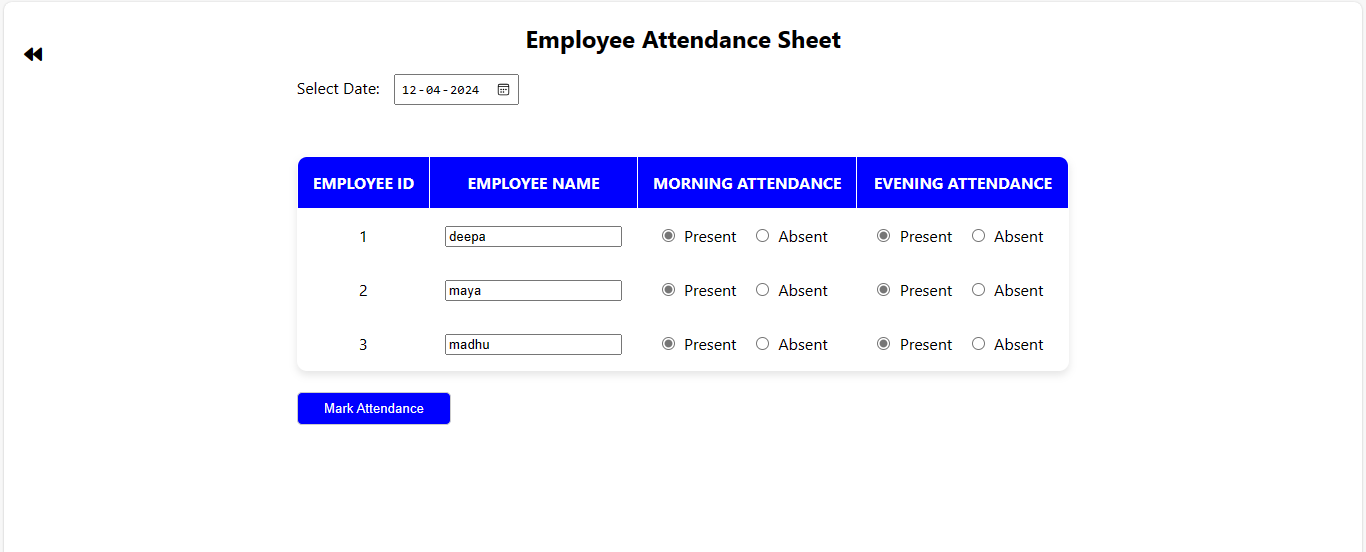 Employee Attendance Sheet
Select Date: 12-04-2024
EMPLOYEE ID EMPLOYEE NAME MORNING ATTENDANCE EVENING ATTENDANCE
1 deepa Present Absent Present Absent
2 maya Present Absent Present Absent
3 madhu Present Absent Present Absent
Mark Attendance